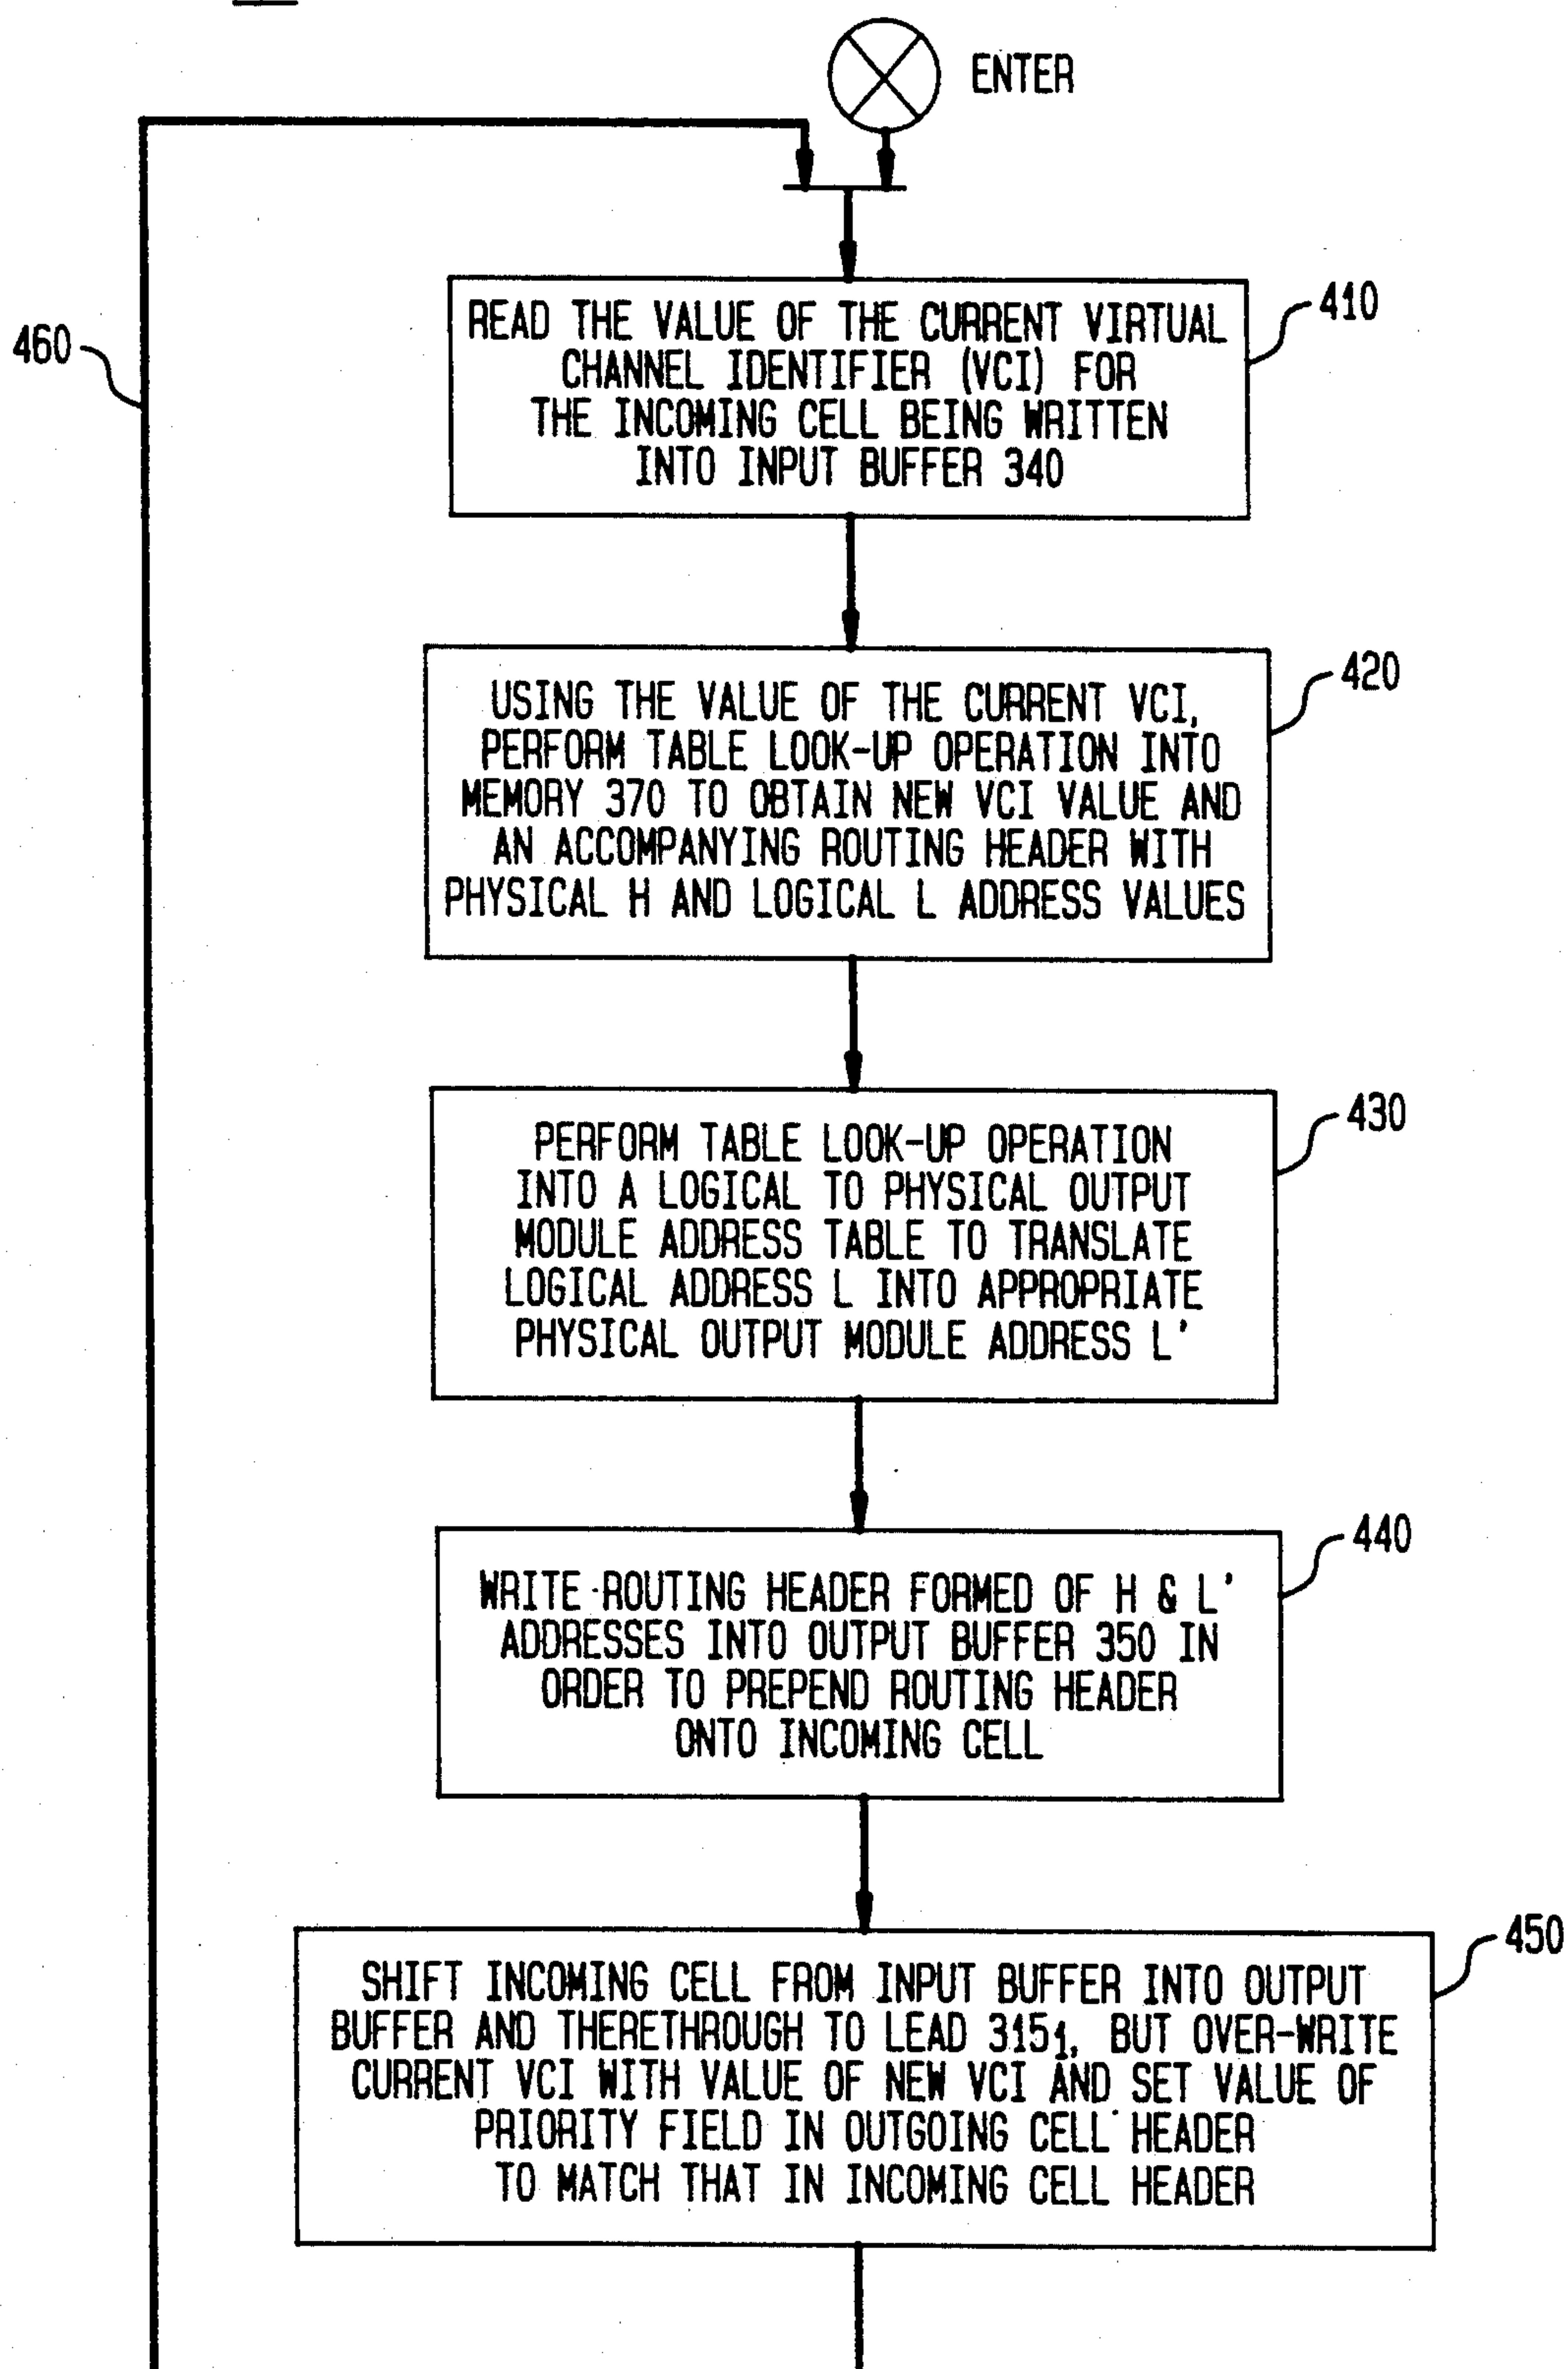 ENTER
460
READ THE VALUE OF THE CURRENT VIRTUAL
CHANNEL IDENTIFIER (VCI) FOR
THE INCOMING CELL BEING WRITTEN
INTO INPUT BUFFER 340
410
USING THE VALUE OF THE CURRENT VCI,
PERFORM TABLE LOOK-UP OPERATION INTO
MEMORY 370 TO OBTAIN NEW VCI VALUE AND
AN ACCOMPANYING ROUTING HEADER WITH
PHYSICAL H AND LOGICAL L ADDRESS VALUES
420
PERFORM TABLE LOOK-UP OPERATION
INTO A LOGICAL TO PHYSICAL OUTPUT
MODULE ADDRESS TABLE TO TRANSLATE
LOGICAL ADDRESS L INTO APPROPRIATE
PHYSICAL OUTPUT MODULE ADDRESS L'
430
WRITE ROUTING HEADER FORMED OF H & L'
ADDRESSES INTO OUTPUT BUFFER 350 IN
ORDER TO PREPEND ROUTING HEADER
ONTO INCOMING CELL
440
SHIFT INCOMING CELL FROM INPUT BUFFER INTO OUTPUT
BUFFER AND THERETHROUGH TO LEAD 315₁, BUT OVER-WRITE
CURRENT VCI WITH VALUE OF NEW VCI AND SET VALUE OF
PRIORITY FIELD IN OUTGOING CELL HEADER
TO MATCH THAT IN INCOMING CELL HEADER
450